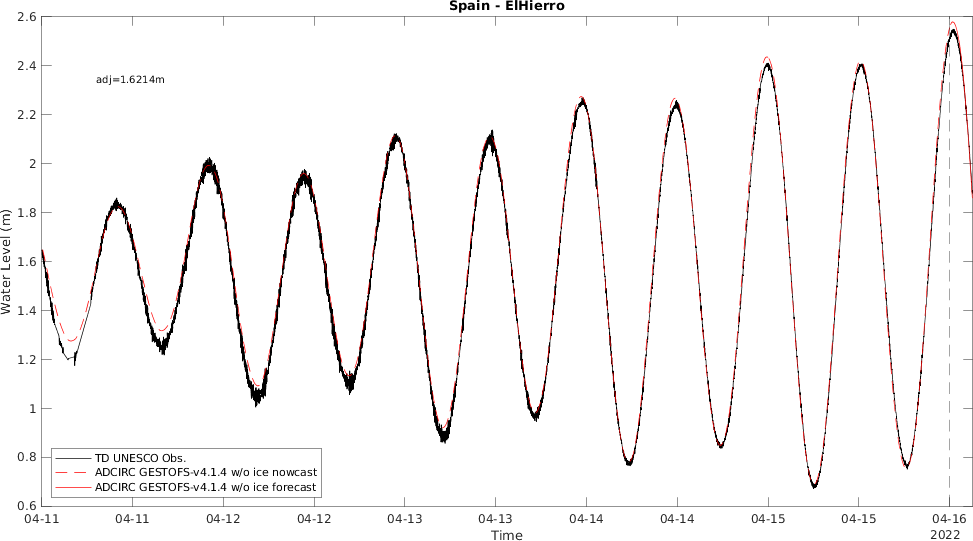 Spain - ElHierro
adj=1.6214m
Water Level (m)
2.6
2.4
2.2
2
1.8
1.6
1.4
1.2
1
0.8
0.6
TD UNESCO Obs.
ADCIRC GESTOFS-v4.1.4 w/o ice nowcast
ADCIRC GESTOFS-v4.1.4 w/o ice forecast
04-11 04-11 04-12 04-12 04-13 04-13 04-14 04-14 04-15 04-15 04-16
2022
Time